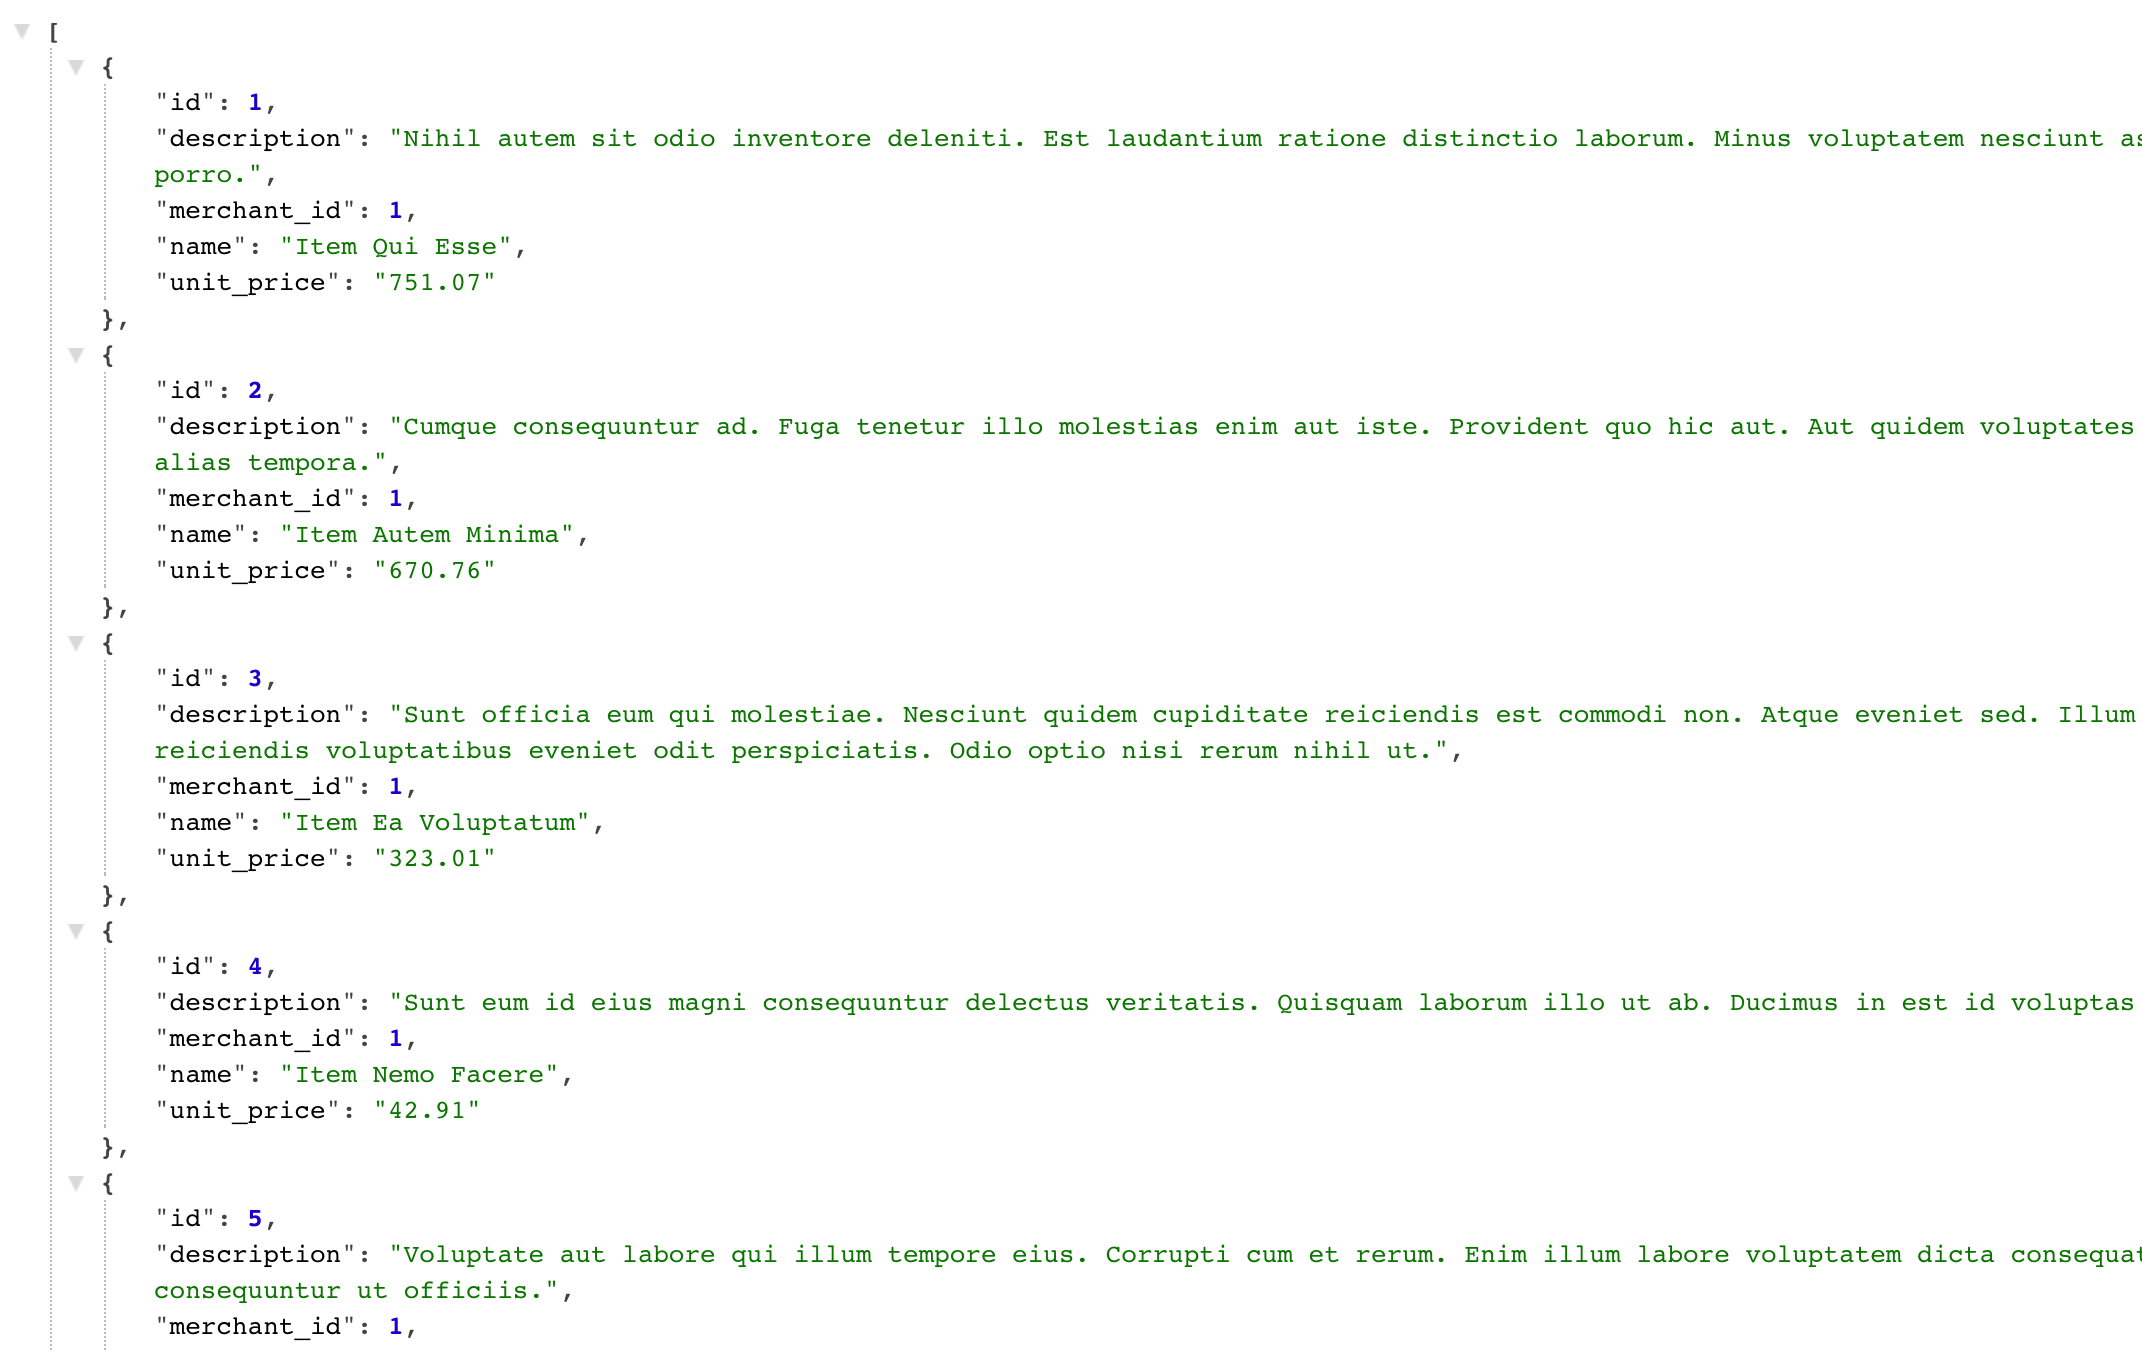 [
{
"id": 1,
"description": "Nihil autem sit odio inventore deleniti. Est laudantium ratione distinctio laborum. Minus voluptatem nesciunt
porro.",
"merchant_id": 1,
"name": "Item Qui Esse",
"unit_price": "751.07"
},
{
"id": 2,
"description": "Cumque consequuntur ad. Fuga tenetur illo molestias enim aut iste. Provident quo hic aut. Aut quidem voluptates
alias tempora.",
"merchant_id": 1,
"name": "Item Autem Minima",
"unit_price": "670.76"
},
{
"id": 3,
"description": "Sunt officia eum qui molestiae. Nesciunt quidem cupiditate reiciendis est commodi non. Atque eveniet sed. Illum
reiciendis voluptatibus eveniet odit perspiciatis. Odio optio nisi rerum nihil ut.",
"merchant_id": 1,
"name": "Item Ea Voluptatum",
"unit_price": "323.01"
},
{
"id": 4,
"description": "Sunt eum id eius magni consequuntur delectus veritatis. Quisquam laborum illo ut ab. Ducimus in est id voluptas
"merchant_id": 1,
"name": "Item Nemo Facere",
"unit_price": "42.91"
},
{
"id": 5,
"description": "Voluptate aut labore qui illum tempore eius. Corrupti cum et rerum. Enim illum labore voluptatem dicta
consequuntur ut officiis.",
"merchant_id": 1,